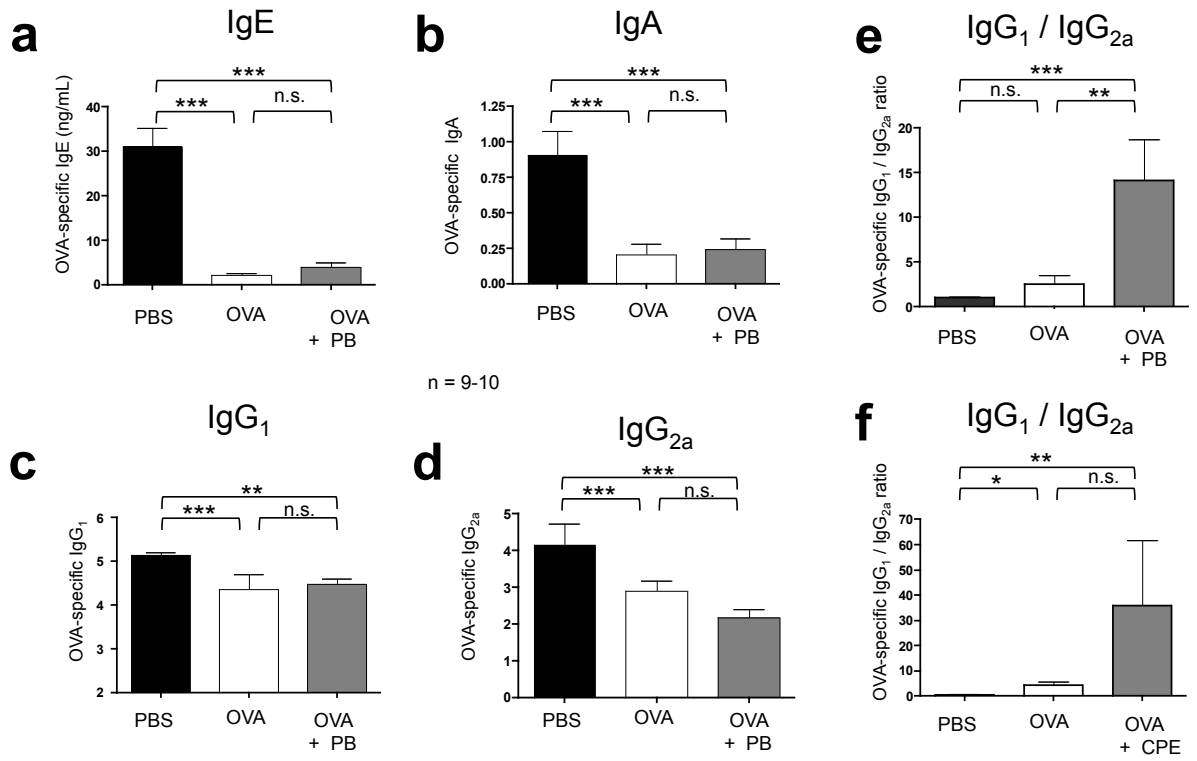 a
IgE
***
***
n.s.
OVA-specific IgE (ng/mL)
40
30
20
10
0
PBS
OVA
OVA
+ PB
b
IgA
***
***
n.s.
OVA-specific IgA
1.25
1.00
0.75
0.50
0.25
0.00
PBS
OVA
OVA
+ PB
e
IgG1 / IgG2a
***
n.s.
**
OVA-specific IgG1 / IgG2a ratio
20
15
10
5
0
PBS
OVA
OVA
+ PB
n = 9-10
c
IgG1
**
***
n.s.
OVA-specific IgG1
6
5
4
3
2
PBS
OVA
OVA
+ PB
d
IgG2a
***
***
n.s.
OVA-specific IgG2a
5
4
3
2
1
0
PBS
OVA
OVA
+ PB
f
IgG1 / IgG2a
**
*
n.s.
OVA-specific IgG1 / IgG2a ratio
70
60
50
40
30
20
10
0
PBS
OVA
OVA
+ CPE